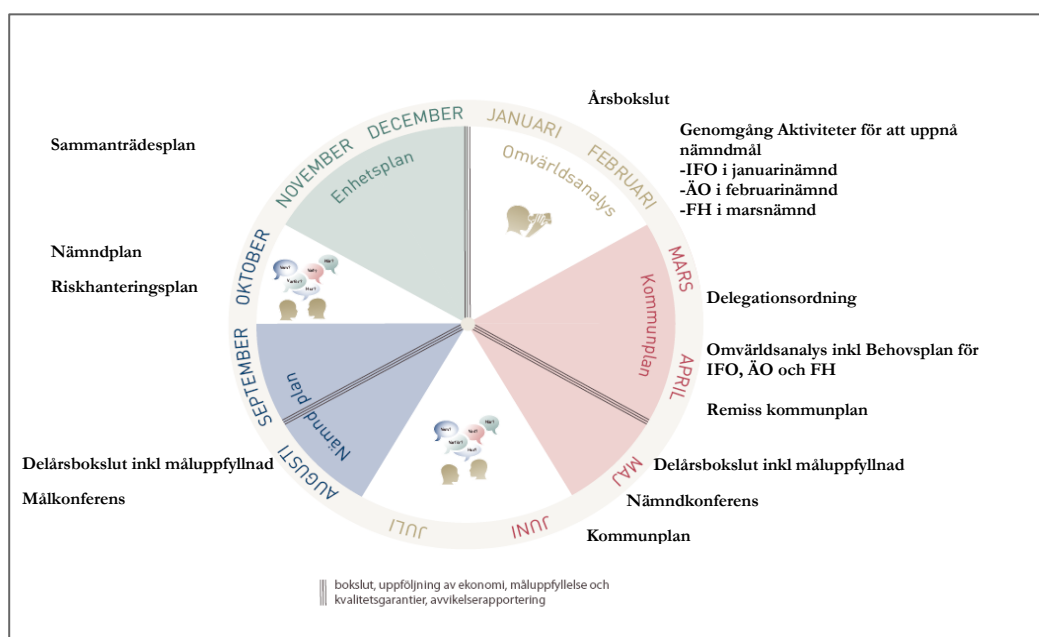 Årsbokslut
Genomgång Aktiviteter för att uppnå
nämndmål
-IFO i januarinämnd
-ÄO i februarinämnd
-FH i marsnämnd
Delegationsordning
Omvärldsanalys inkl Behovsplan för
IFO, ÄO och FH
Remiss kommunplan
Delårsbokslut inkl måluppfyllnad
Nämndkonferens
Kommunplan
Sammanträdesplan
Nämndplan
Riskhanteringsplan
Delårsbokslut inkl måluppfyllnad
Målkonferens
JANUARI
FEBRUARI
MARS
APRIL
MAJ
JUNI
JULI
AUGUSTI
SEPTEMBER
OKTOBER
NOVEMBER
DECEMBER
Omvärldsanalys
Kommunplan
Nämnd plan
Enhetsplan
bokslut, uppföljning av ekonomi, måluppfyllelse och
kvalitetsgarantier, avvikelserapportering